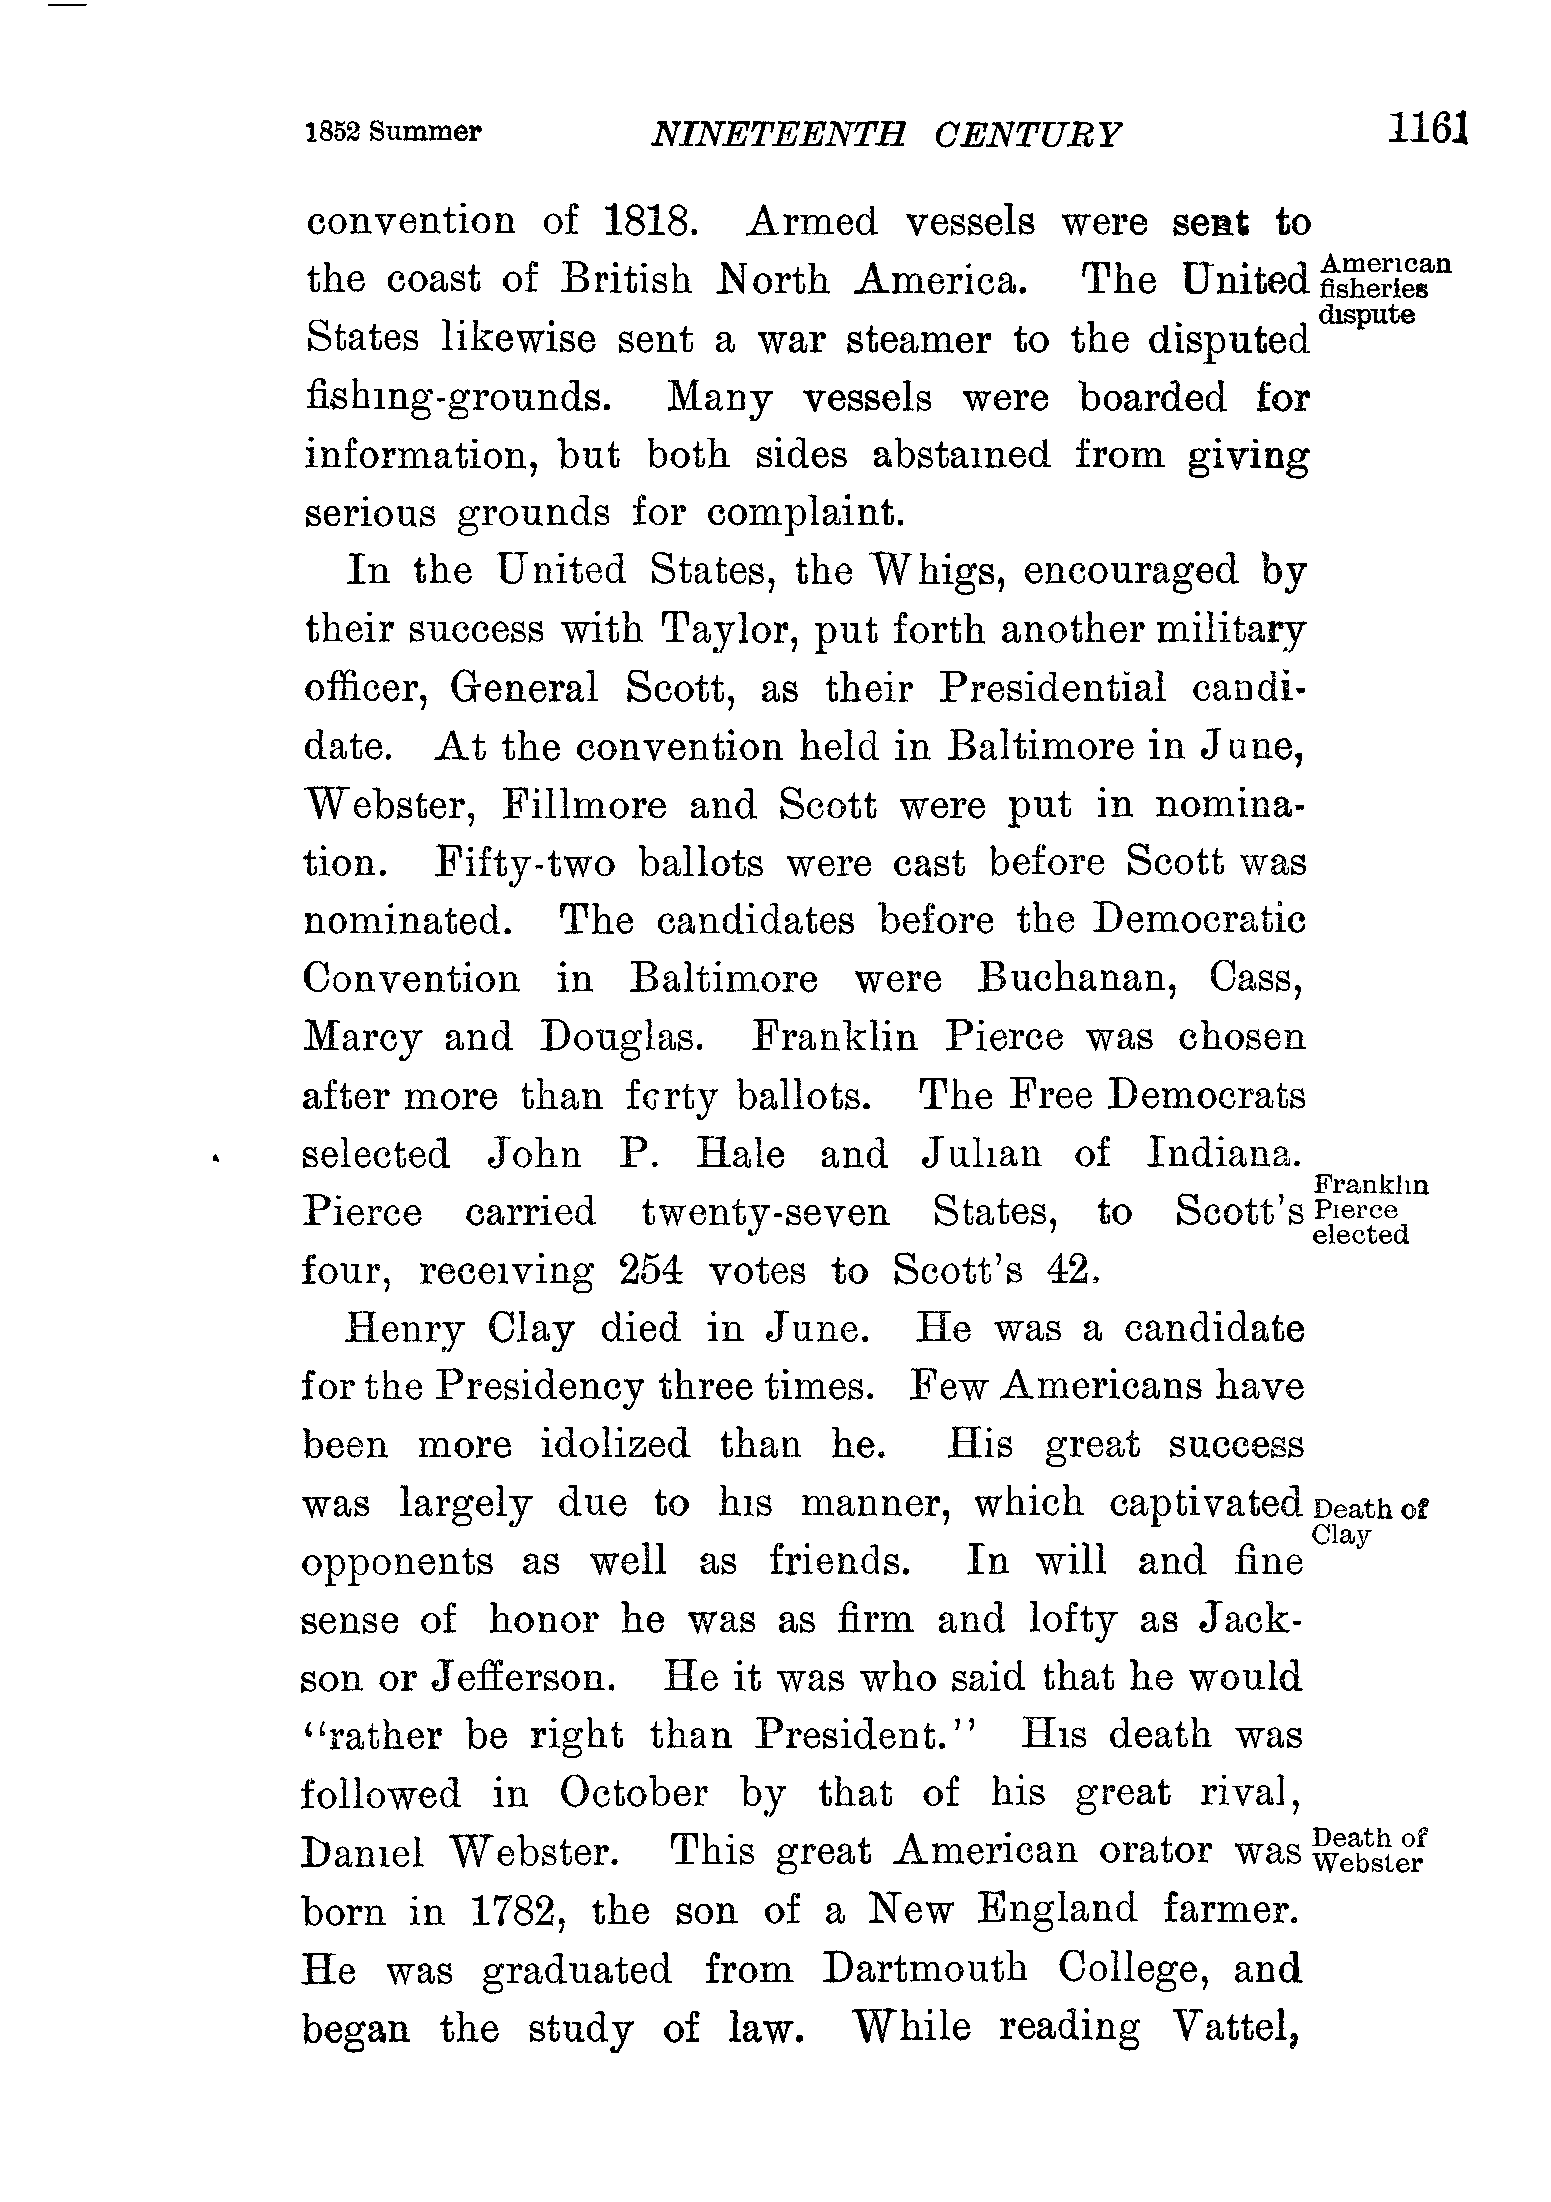 1852 Summer NINETEENTH CENTURY 1161
convention of 1818. Armed vessels were sent to
the coast of British North America. The United
American
fisheries
dispute
States likewise sent a war steamer to the disputed
fishing-grounds. Many vessels were boarded for
information, but both sides abstained from giving
serious grounds for complaint.
In the United States, the Whigs, encouraged by
their success with Taylor, put forth another military
officer, General Scott, as their Presidential candi-
date. At the convention held in Baltimore in June,
Webster, Fillmore and Scott were put in nomina-
tion. Fifty-two ballots were cast before Scott was
nominated. The candidates before the Democratic
Convention in Baltimore were Buchanan, Cass,
Marcy and Douglas. Franklin Pierce was chosen
after more than forty ballots. The Free Democrats
selected John P. Hale and Julian of Indiana.
Pierce carried twenty-seven States, to Scott's
Franklin
Pierce
elected
four, receiving 254 votes to Scott's 42.
Henry Clay died in June. He was a candidate
for the Presidency three times. Few Americans have
been more idolized than he. His great success
was largely due to his manner, which captivated
Death of
Clay
opponents as well as friends. In will and fine
sense of honor he was as firm and lofty as Jack-
son or Jefferson. He it was who said that he would
"rather be right than President." His death was
followed in October by that of his great rival,
Daniel Webster. This great American orator was
Death of
Webster
born in 1782, the son of a New England farmer.
He was graduated from Dartmouth College, and
began the study of law. While reading Vattel,